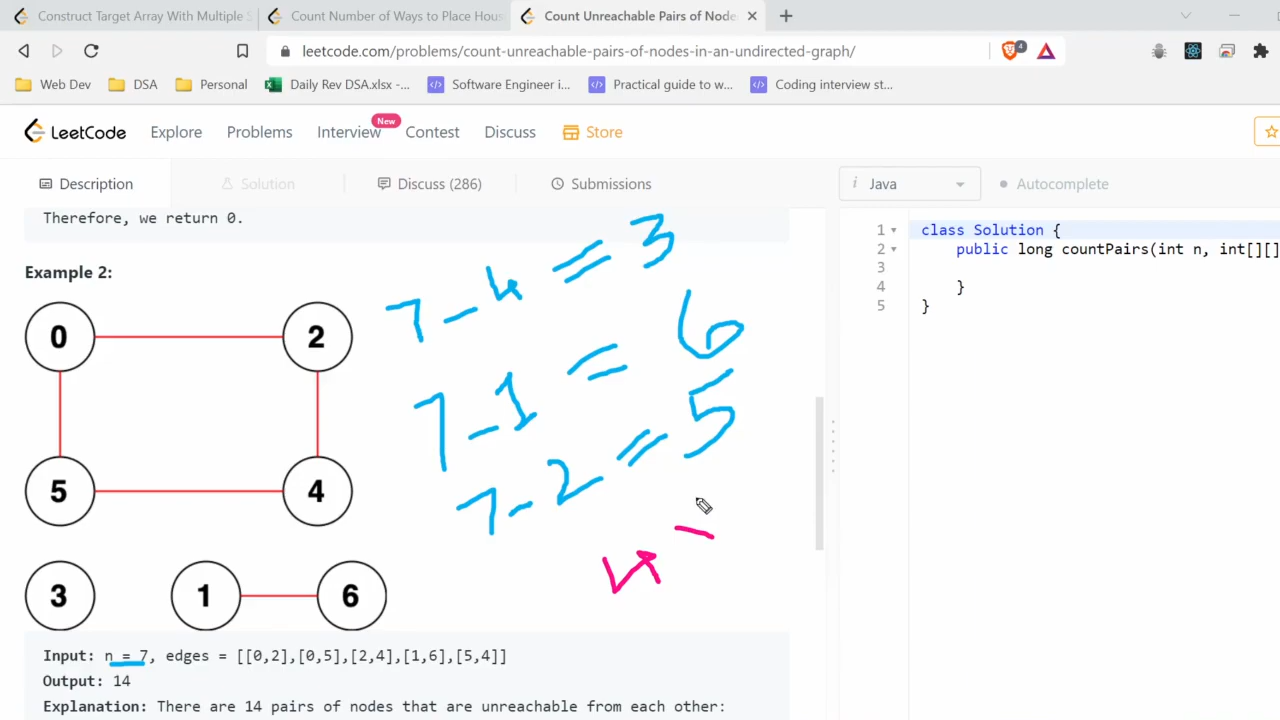 Construct Target Array With Multiple S
Count Number of Ways to Place Hous
Count Unreachable Pairs of Node
leetcode.com/problems/count-unreachable-pairs-of-nodes-in-an-undirected-graph/
4
Web Dev
DSA
Personal
Daily Rev DSA.xlsx -...
Software Engineer i...
Practical guide to w...
Coding interview st...
LeetCode
Explore
Problems
Interview
New
Contest
Discuss
Store
Description
Solution
Discuss (286)
Submissions
i Java
Autocomplete
Therefore, we return 0.
Example 2:
0
2
5
4
3
1
6
7-4=3
7-1=6
7-2=5
4
Input: n = 7, edges = [[0,2],[0,5],[2,4],[1,6],[5,4]]
Output: 14
Explanation: There are 14 pairs of nodes that are unreachable from each other:
1 class Solution {
2 public long countPairs(int n, int[][]
3
4 }
5 }